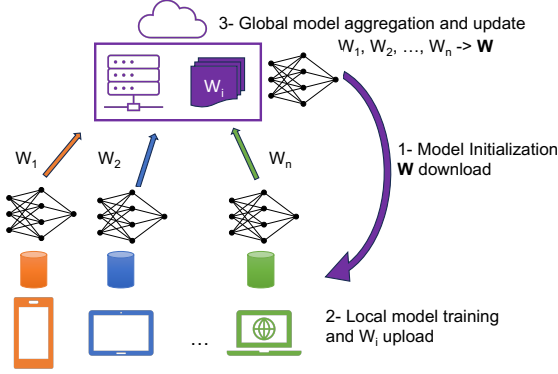 3- Global model aggregation and update
W₁, W₂, …, Wₙ -> W
Wᵢ
1- Model Initialization
W download
W₁
W₂
Wₙ
2- Local model training
and Wᵢ upload
...